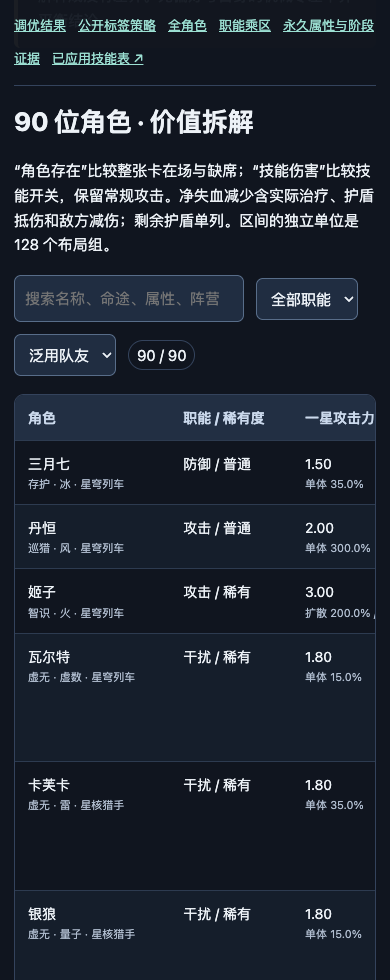 调优结果 公开标签策略 全角色 职能乘区 永久属性与阶段
证据 已应用技能表 ↗
90 位角色 · 价值拆解
“角色存在”比较整张卡在场与缺席；“技能伤害”比较技
能开关，保留常规攻击。净失血减少含实际治疗、护盾
抵伤和敌方减伤；剩余护盾单列。区间的独立单位是
128 个布局组。
搜索名称、命途、属性、阵营 全部职能
泛用队友 90 / 90
角色 职能 / 稀有度 一星攻击力
三月七 防御 / 普通 1.50
存护 · 冰 · 星穹列车 单体 35.0%
丹恒 攻击 / 普通 2.00
巡猎 · 风 · 星穹列车 单体 300.0%
姬子 攻击 / 稀有 3.00
智识 · 火 · 星穹列车 扩散 200.0%
瓦尔特 干扰 / 稀有 1.80
虚无 · 虚数 · 星穹列车 单体 15.0%
卡芙卡 干扰 / 稀有 1.80
虚无 · 雷 · 星核猎手 单体 35.0%
银狼 干扰 / 稀有 1.80
虚无 · 量子 · 星核猎手 单体 15.0%